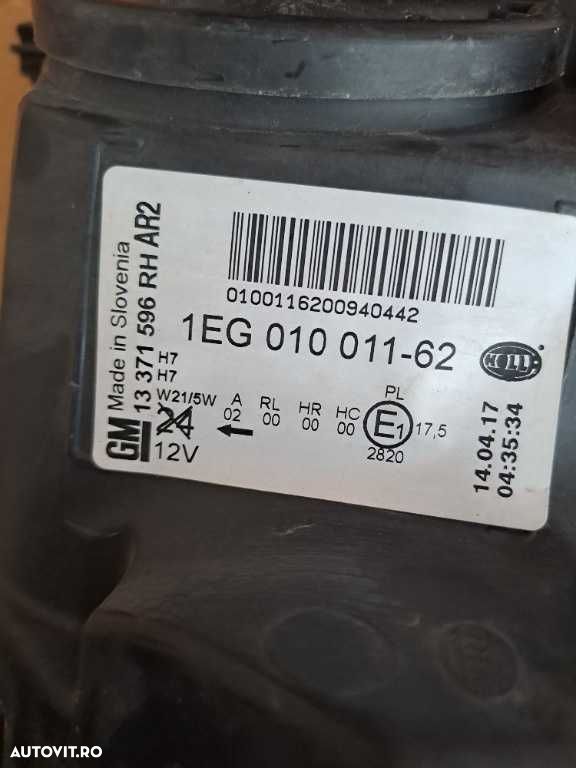 0100116200940442
1EG 010 011-62
HELLA
GM
Made in Slovenia
13 371 596 RH AR2
H7
H7
W21/5W
24
12V
A
02
RL
00
HR
00
HC
00
PL
E1
17,5
2820
14.04.17
04:35:34
AUTOVIT.RO